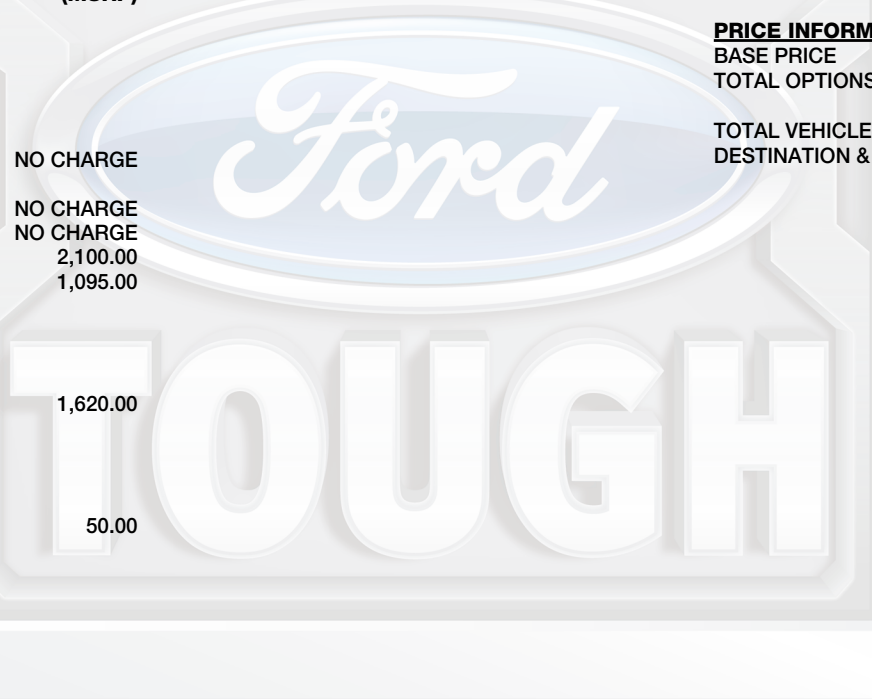 PRICE INFORM
BASE PRICE
TOTAL OPTIONS
TOTAL VEHICLE
DESTINATION &
NO CHARGE
NO CHARGE
NO CHARGE
2,100.00
1,095.00
1,620.00
50.00
Ford
TOUGH